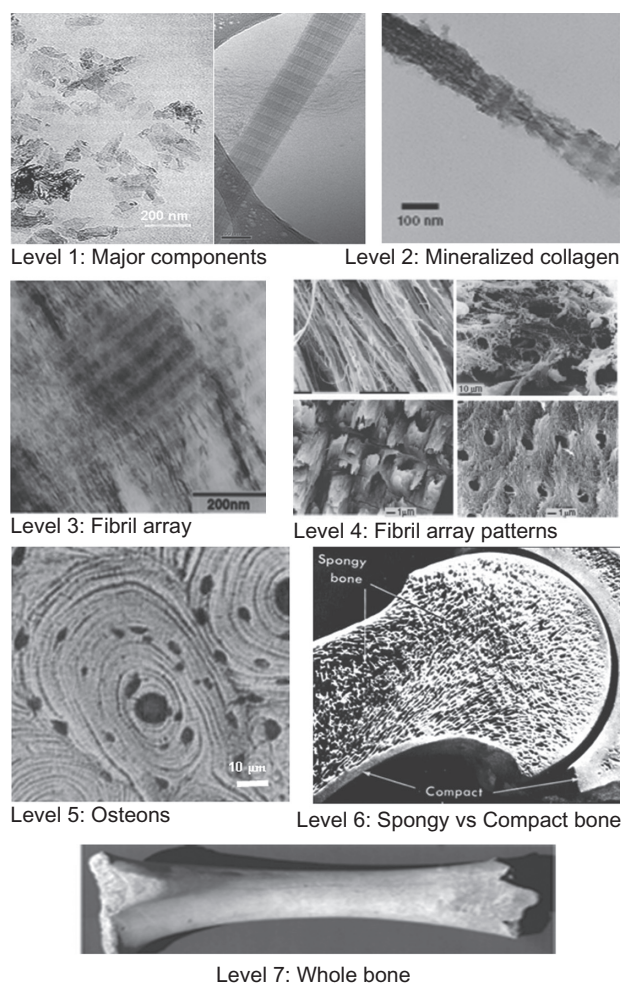 200 nm
Level 1: Major components
100 nm
Level 2: Mineralized collagen
200nm
Level 3: Fibril array
10 µm
1µm
1µm
Level 4: Fibril array patterns
10 µm
Level 5: Osteons
Spongy
bone
Compact
Level 6: Spongy vs Compact bone
Level 7: Whole bone